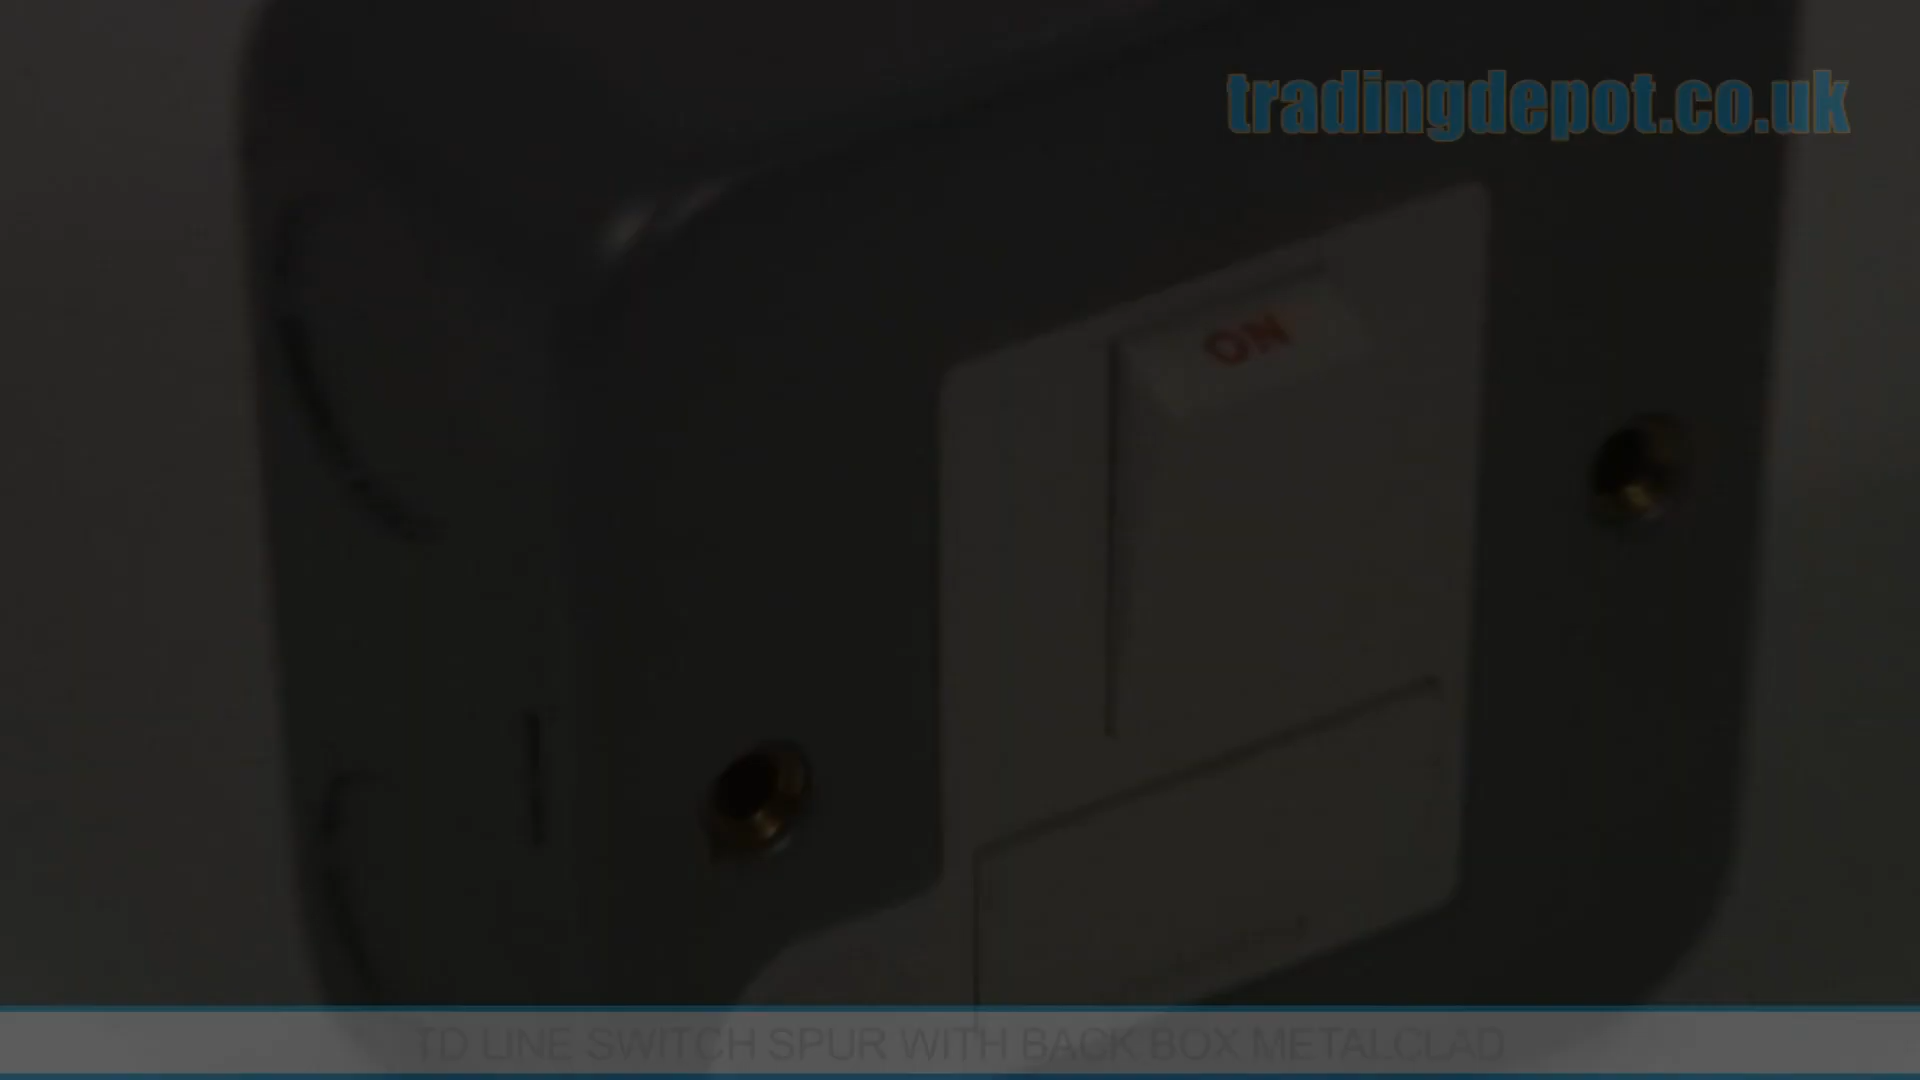 tradingdepot.co.uk
ON
TD LINE SWITCH SPUR WITH BACK BOX METALCLAD